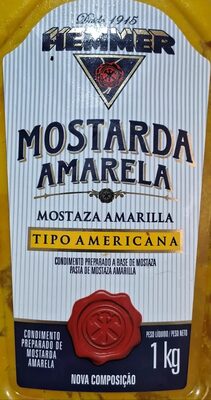 Desde 1915
HEMMER
MOSTARDA
AMARELA
MOSTAZA AMARILLA
TIPO AMERICANA
CONDIMENTO PREPARADO A BASE DE MOSTAZA
PASTA DE MOSTAZA AMARILLA
CONDIMENTO
PREPARADO DE
MOSTARDA
AMARELA
PESO LÍQUIDO / PESO NETO
1 kg
NOVA COMPOSIÇÃO